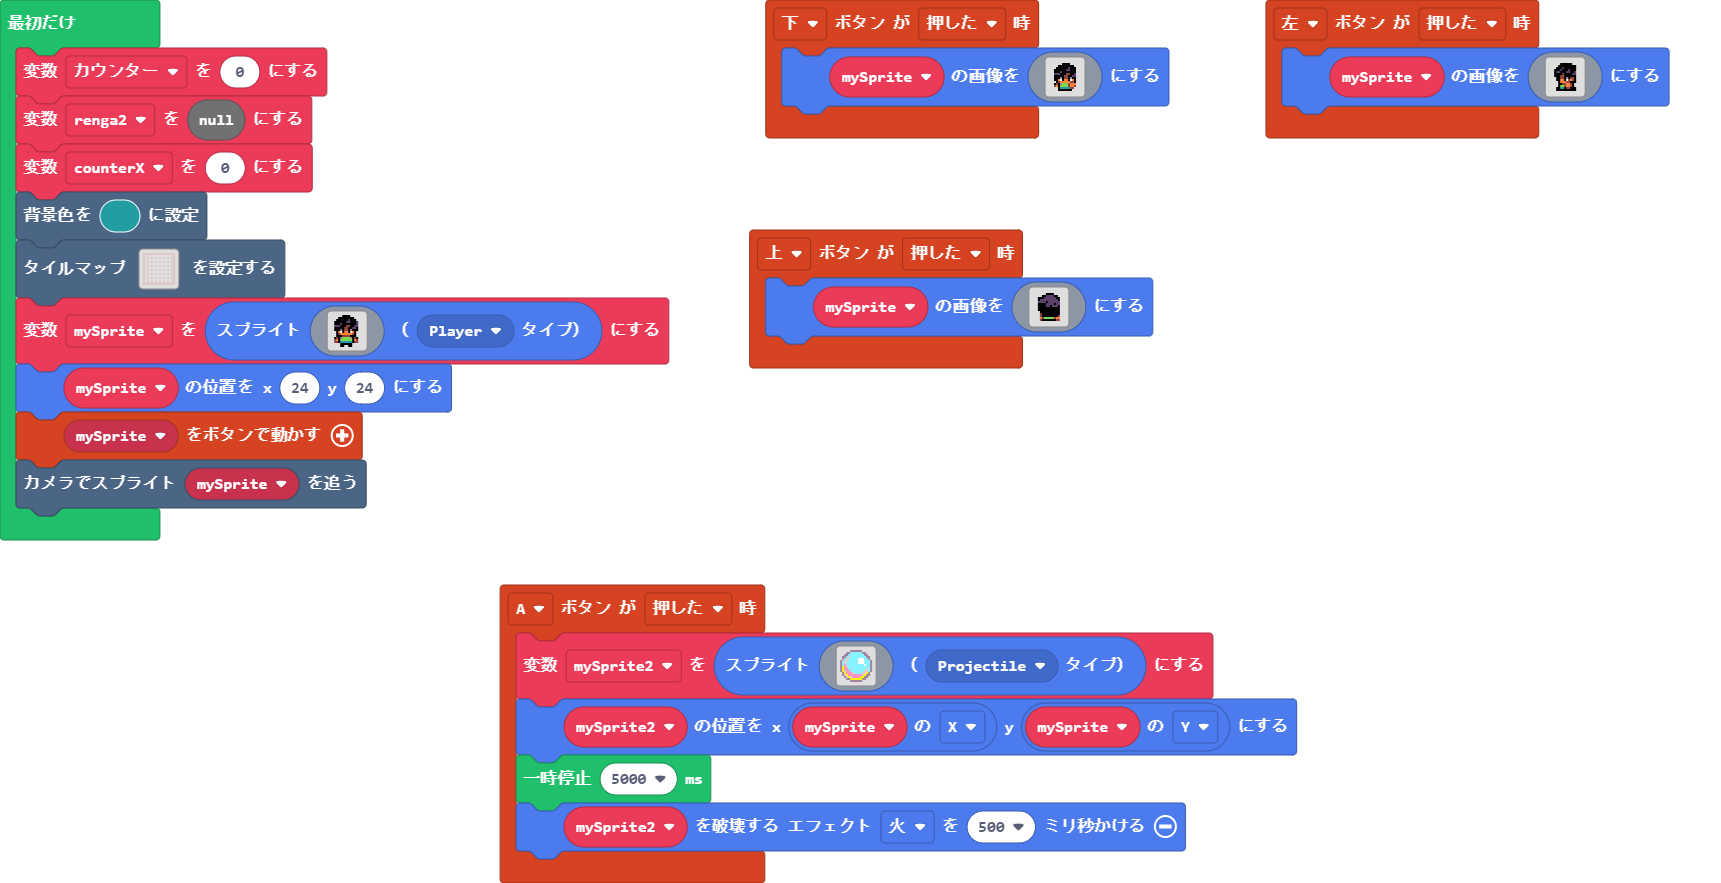 最初だけ
変数 カウンター を 0 にする
変数 renga2 を null にする
変数 counterX を 0 にする
背景色を に設定
タイルマップ を設定する
変数 mySprite を スプライト ( Player タイプ) にする
mySprite の位置を x 24 y 24 にする
mySprite をボタンで動かす
カメラでスプライト mySprite を追う
下 ボタン が 押した 時
mySprite の画像を にする
左 ボタン が 押した 時
mySprite の画像を にする
上 ボタン が 押した 時
mySprite の画像を にする
A ボタン が 押した 時
変数 mySprite2 を スプライト ( Projectile タイプ) にする
mySprite2 の位置を x mySprite の X y mySprite の Y にする
一時停止 5000 ms
mySprite2 を破壊する エフェクト 火 を 500 ミリ秒かける